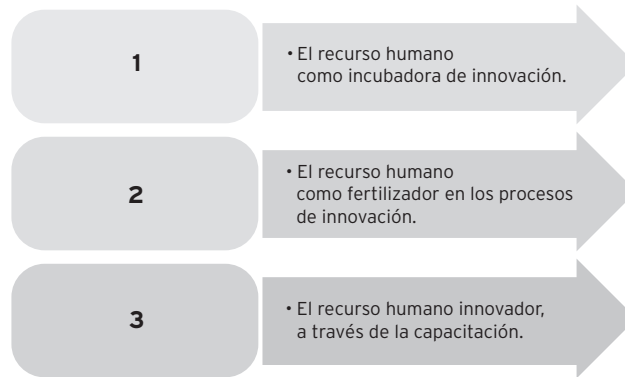 1
• El recurso humano
como incubadora de innovación.
2
• El recurso humano
como fertilizador en los procesos
de innovación.
3
• El recurso humano innovador,
a través de la capacitación.